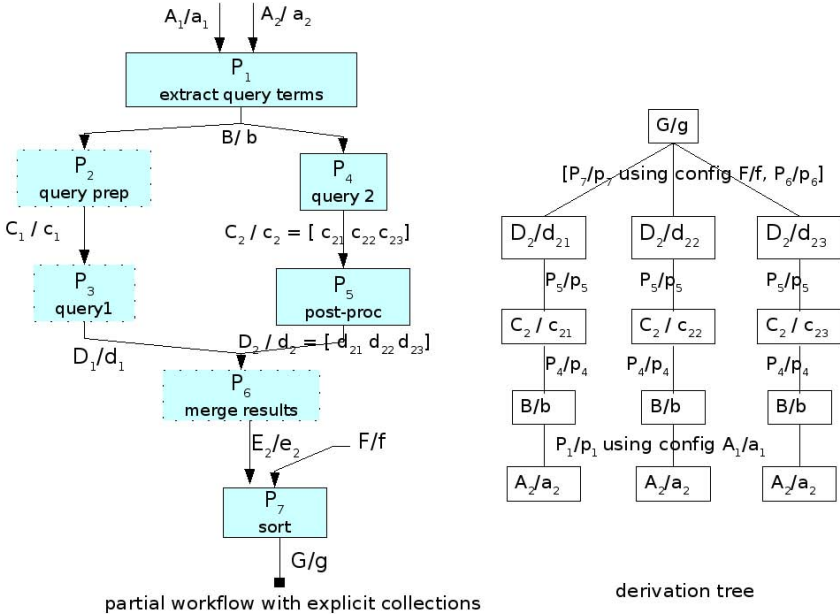 A1/a1
A2/ a2
P1
extract query terms
B/ b
P2
query prep
P4
query 2
C1 / c1
C2 / c2 = [ c21 c22 c23]
P3
query1
P5
post-proc
D1/d1
D2 / d2 = [ d21 d22 d23]
P6
merge results
E2/e2
F/f
P7
sort
G/g
partial workflow with explicit collections
G/g
[P7/p7 using config F/f, P6/p6]
D2/d21
D2/d22
D2/d23
P5/p5
P5/p5
P5/p5
C2 / c21
C2 / c22
C2 / c23
P4/p4
P4/p4
P4/p4
B/b
B/b
B/b
P1/p1 using config A1/a1
A2/a2
A2/a2
A2/a2
derivation tree